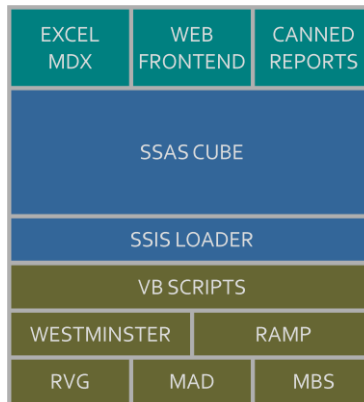 EXCEL
MDX
WEB
FRONTEND
CANNED
REPORTS
SSAS CUBE
SSIS LOADER
VB SCRIPTS
WESTMINSTER
RAMP
RVG
MAD
MBS